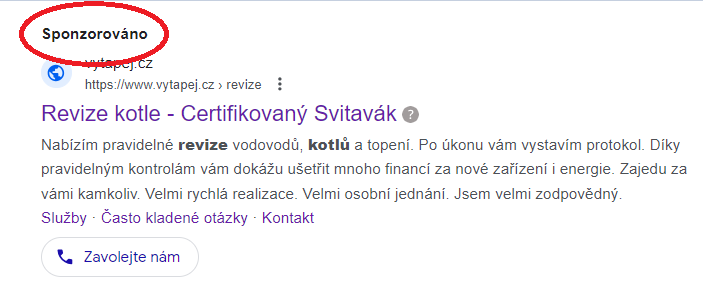 Sponzorováno
vytapej.cz
https://www.vytapej.cz › revize
Revize kotle - Certifikovaný Svitavák
Nabízím pravidelné revize vodovodů, kotlů a topení. Po úkonu vám vystavím protokol. Díky
pravidelným kontrolám vám dokážu ušetřit mnoho financí za nové zařízení i energie. Zajedu za
vámi kamkoliv. Velmi rychlá realizace. Velmi osobní jednání. Jsem velmi zodpovědný.
Služby · Často kladené otázky · Kontakt
Zavolejte nám